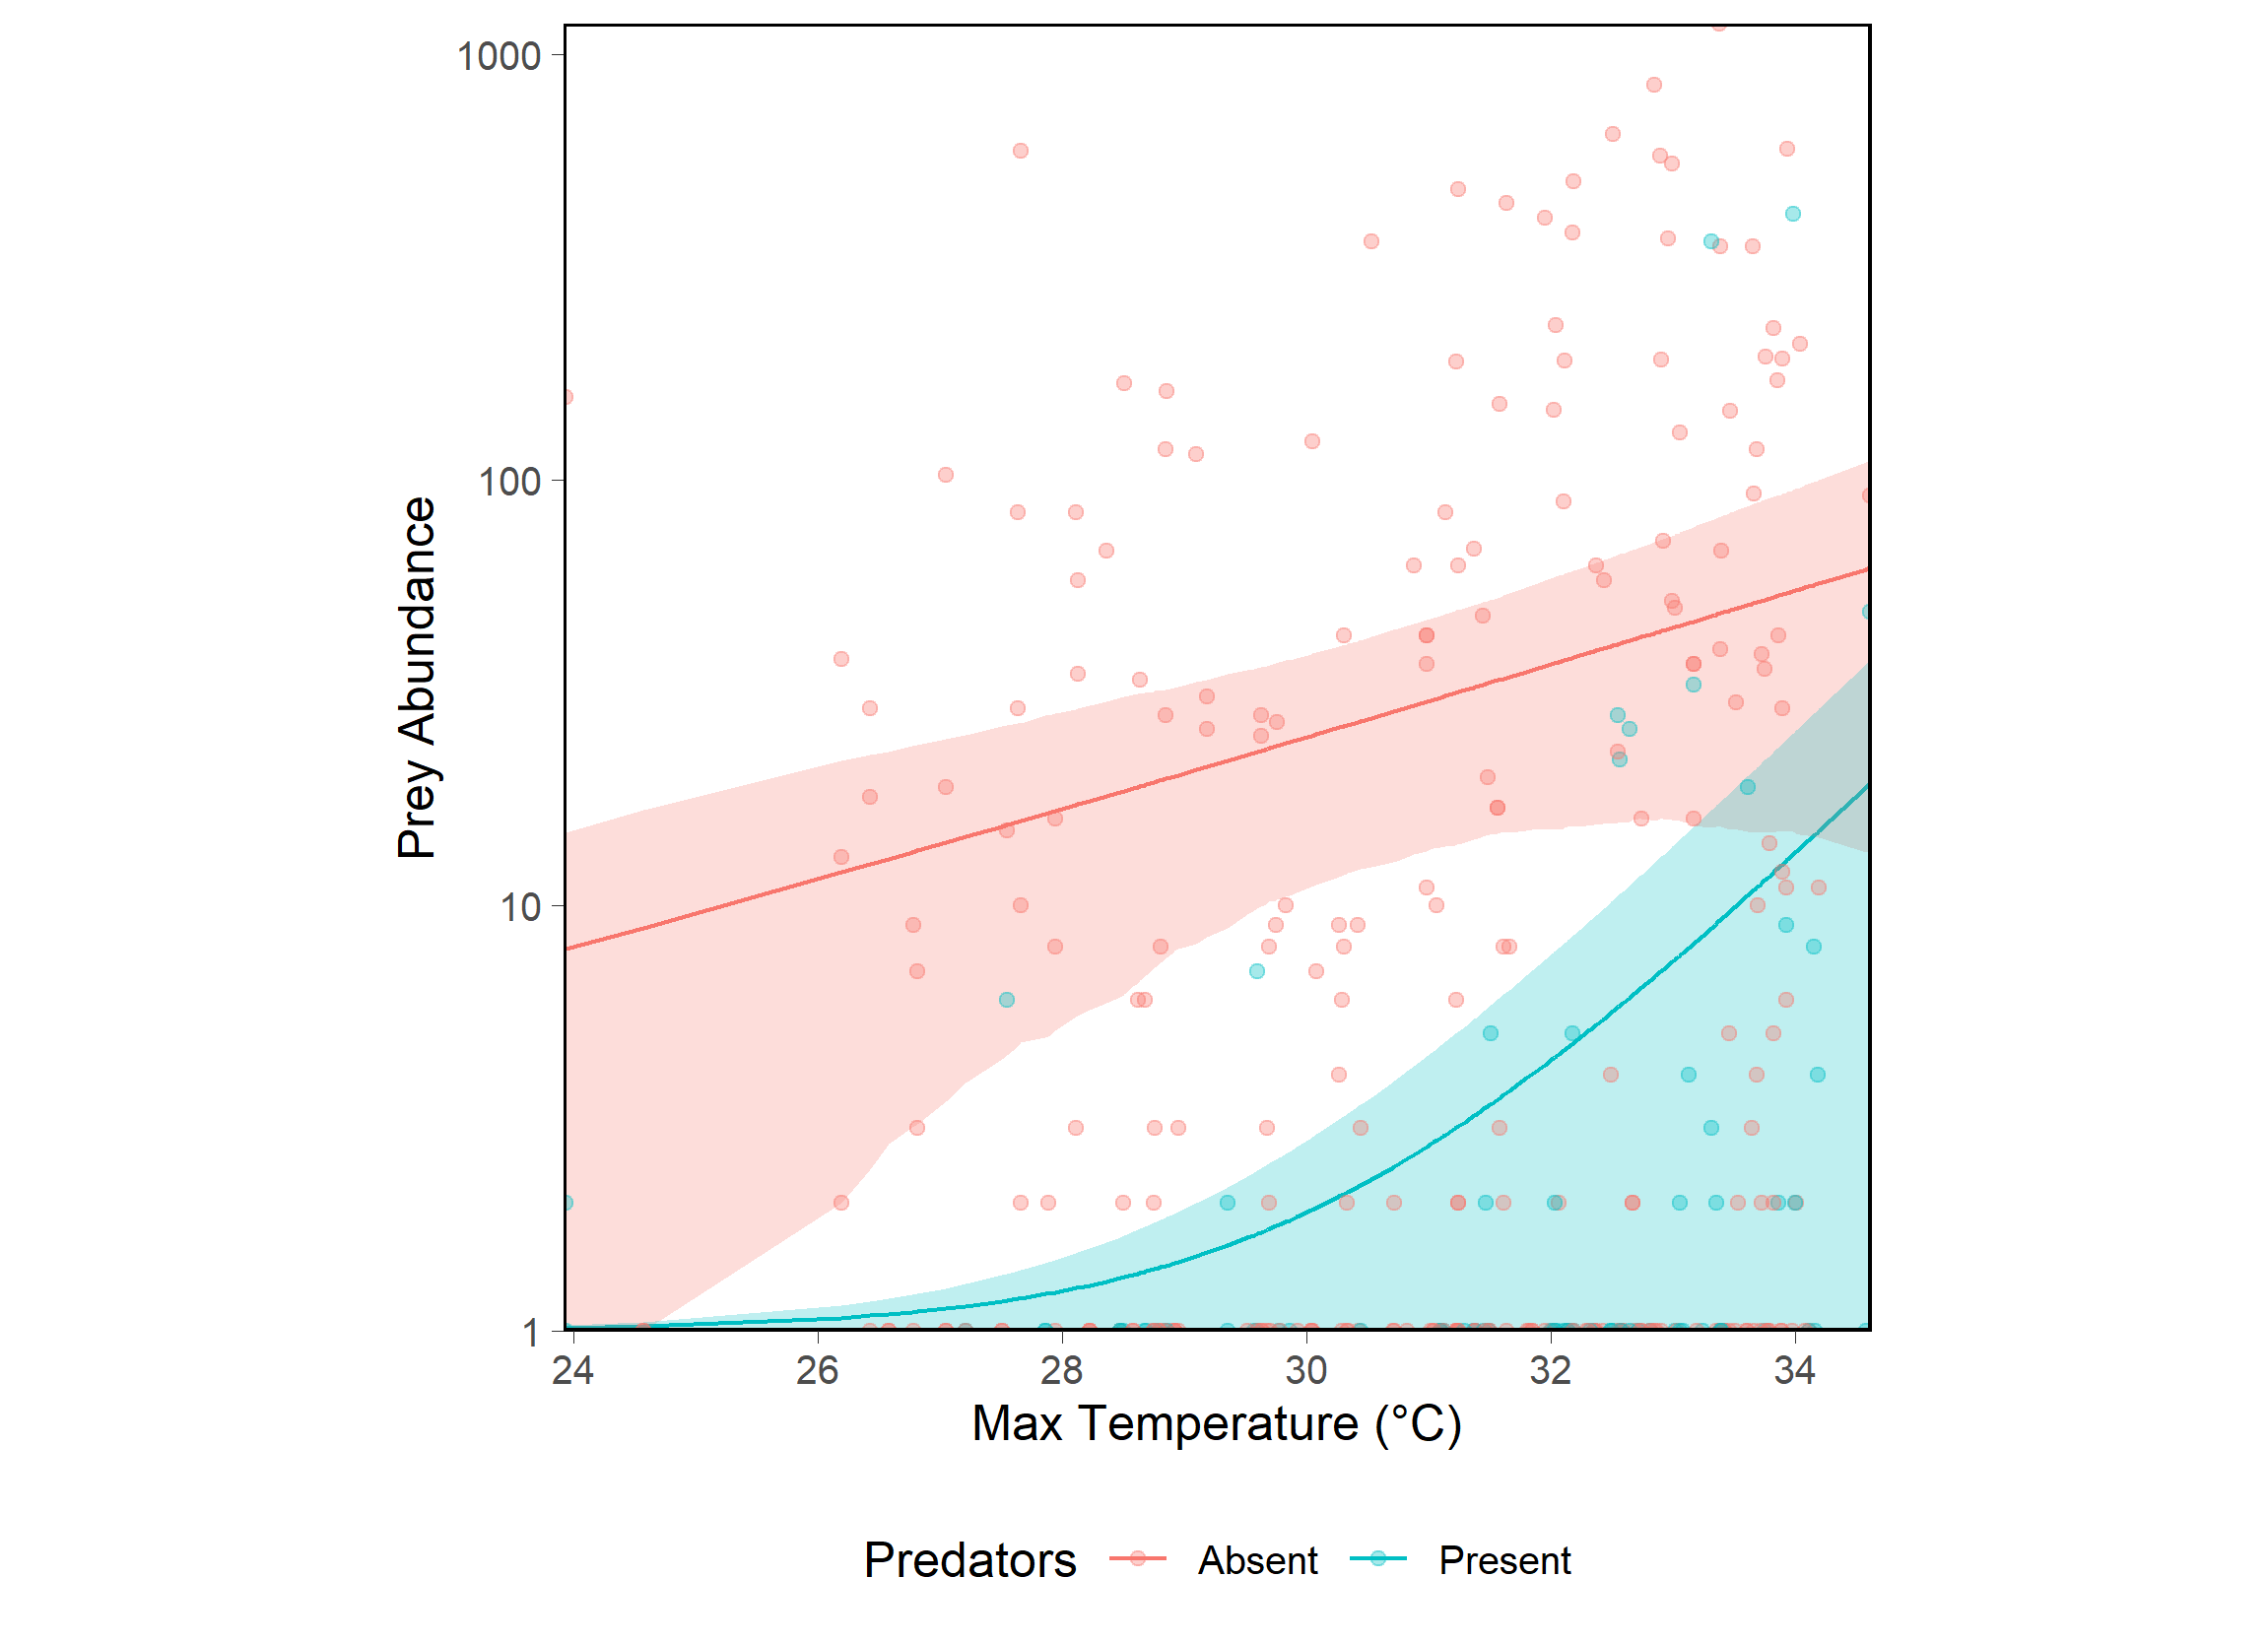 1000
100
10
1
Prey Abundance
24 26 28 30 32 34
Max Temperature (°C)
Predators Absent Present